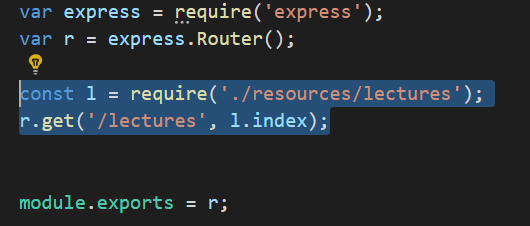 var express = require('express');
var r = express.Router();
const l = require('./resources/lectures');
r.get('/lectures', l.index);
module.exports = r;